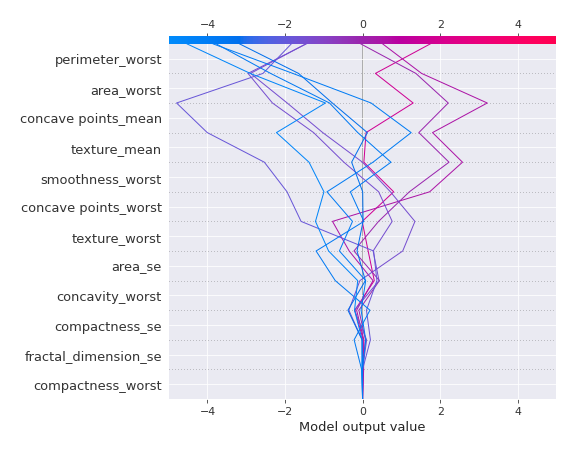 −4 −2 0 2 4
perimeter_worst
area_worst
concave points_mean
texture_mean
smoothness_worst
concave points_worst
texture_worst
area_se
concavity_worst
compactness_se
fractal_dimension_se
compactness_worst
−4 −2 0 2 4
Model output value